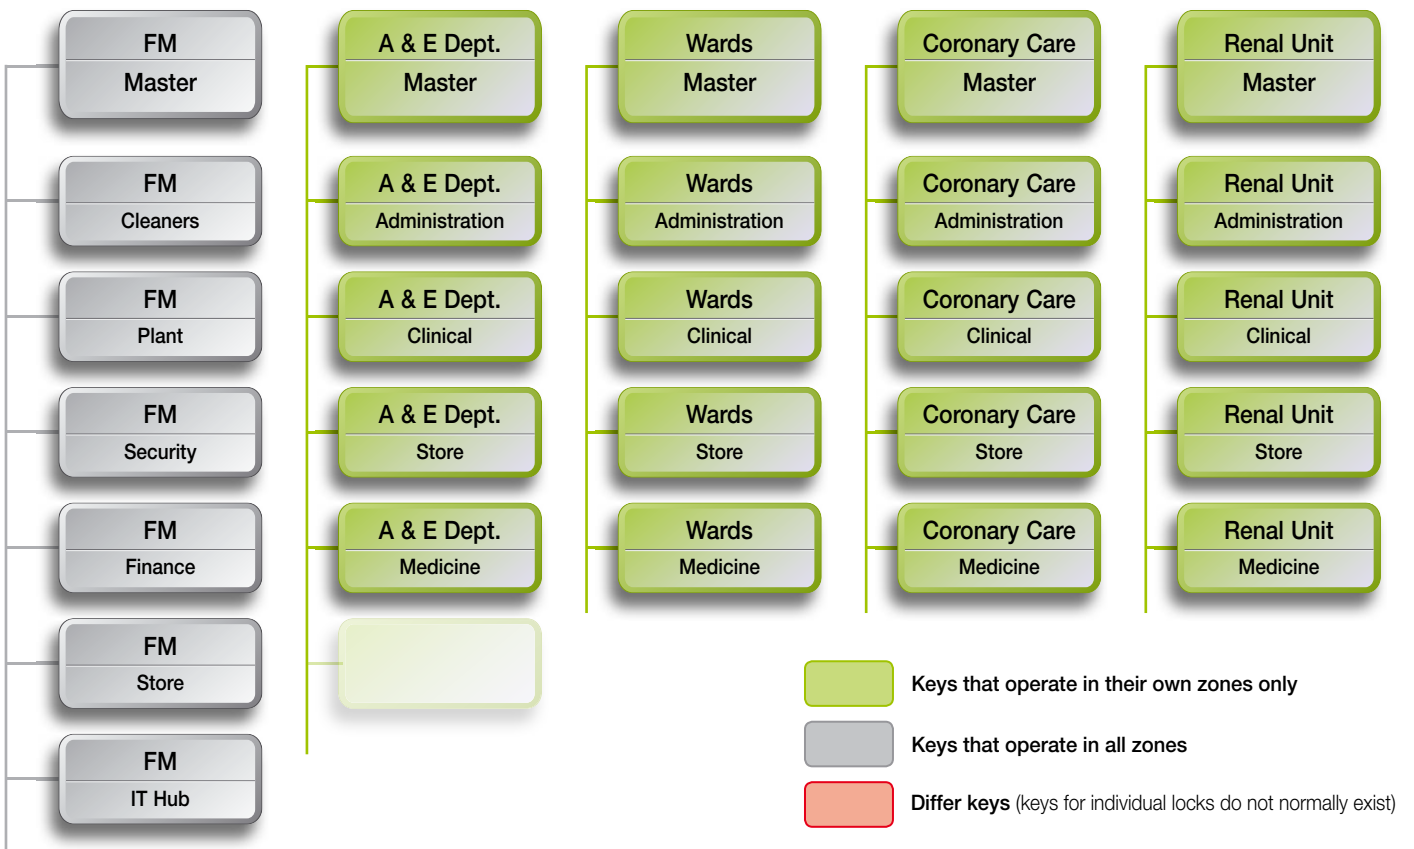 FM
Master
FM
Cleaners
FM
Plant
FM
Security
FM
Finance
FM
Store
FM
IT Hub
A & E Dept.
Master
A & E Dept.
Administration
A & E Dept.
Clinical
A & E Dept.
Store
A & E Dept.
Medicine
Wards
Master
Wards
Administration
Wards
Clinical
Wards
Store
Wards
Medicine
Coronary Care
Master
Coronary Care
Administration
Coronary Care
Clinical
Coronary Care
Store
Coronary Care
Medicine
Renal Unit
Master
Renal Unit
Administration
Renal Unit
Clinical
Renal Unit
Store
Renal Unit
Medicine
Keys that operate in their own zones only
Keys that operate in all zones
Differ keys (keys for individual locks do not normally exist)